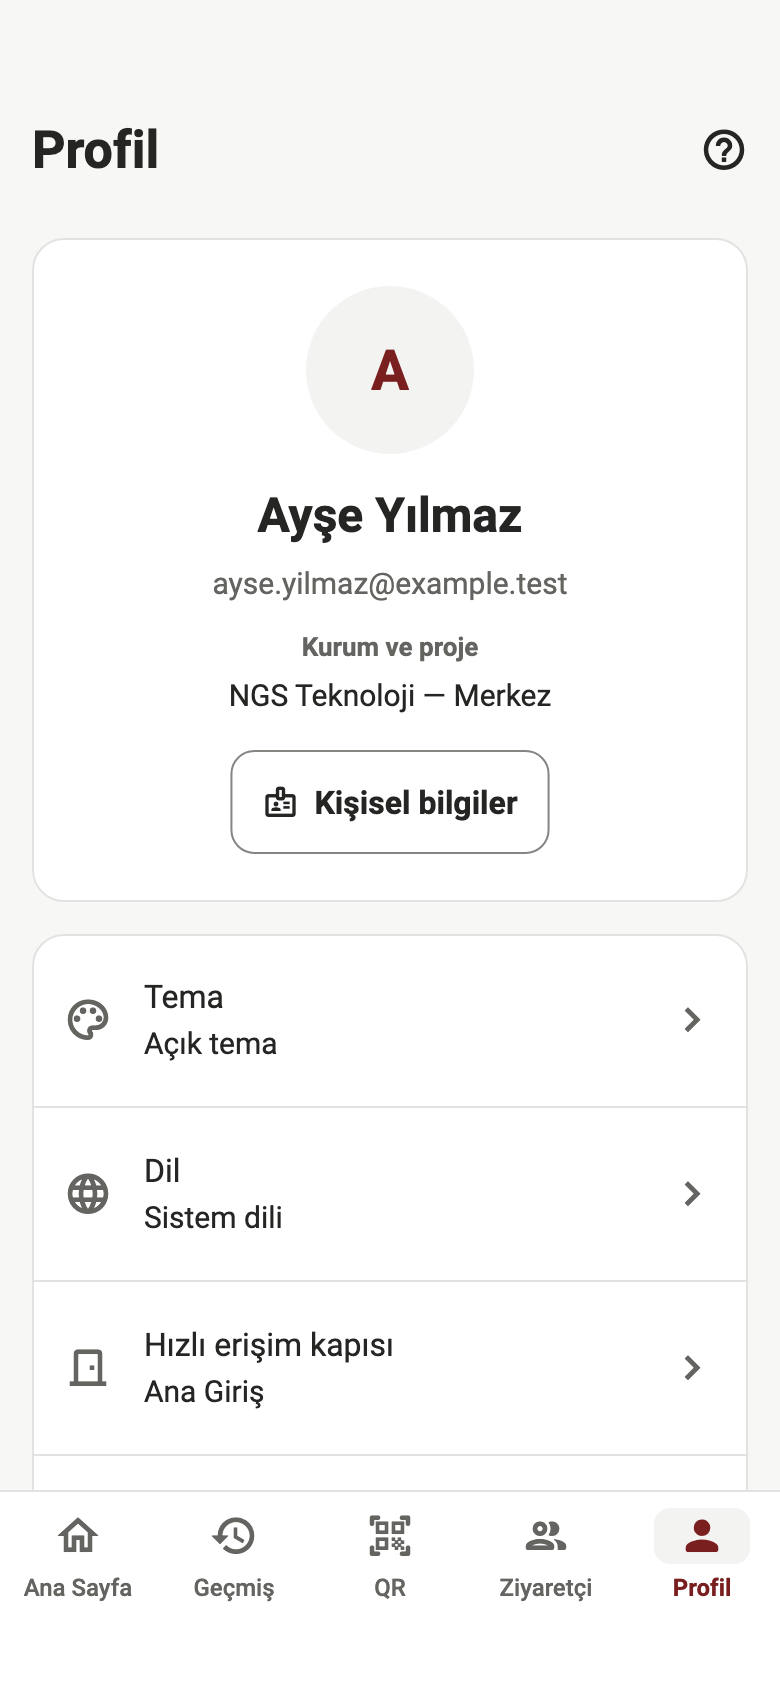 Profil
A
Ayşe Yılmaz
ayse.yilmaz@example.test
Kurum ve proje
NGS Teknoloji — Merkez
Kişisel bilgiler
Tema
Açık tema
Dil
Sistem dili
Hızlı erişim kapısı
Ana Giriş
Ana Sayfa
Geçmiş
QR
Ziyaretçi
Profil